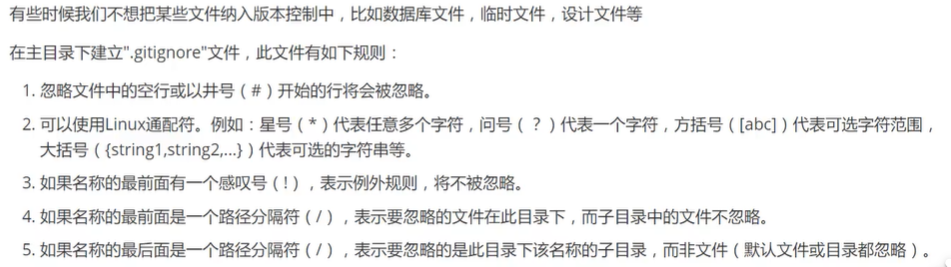 有些时候我们不想把某些文件纳入版本控制中，比如数据库文件，临时文件，设计文件等
在主目录下建立".gitignore"文件，此文件有如下规则：
1. 忽略文件中的空行或以井号（#）开始的行将会被忽略。
2. 可以使用Linux通配符。例如：星号（*）代表任意多个字符，问号（？）代表一个字符，方括号（[abc]）代表可选字符范围，
大括号（{string1,string2,...}）代表可选的字符串等。
3. 如果名称的最前面有一个感叹号（!），表示例外规则，将不被忽略。
4. 如果名称的最前面是一个路径分隔符（/），表示要忽略的文件在此目录下，而子目录中的文件不忽略。
5. 如果名称的最后面是一个路径分隔符（/），表示要忽略的是此目录下该名称的子目录，而非文件（默认文件或目录都忽略）。